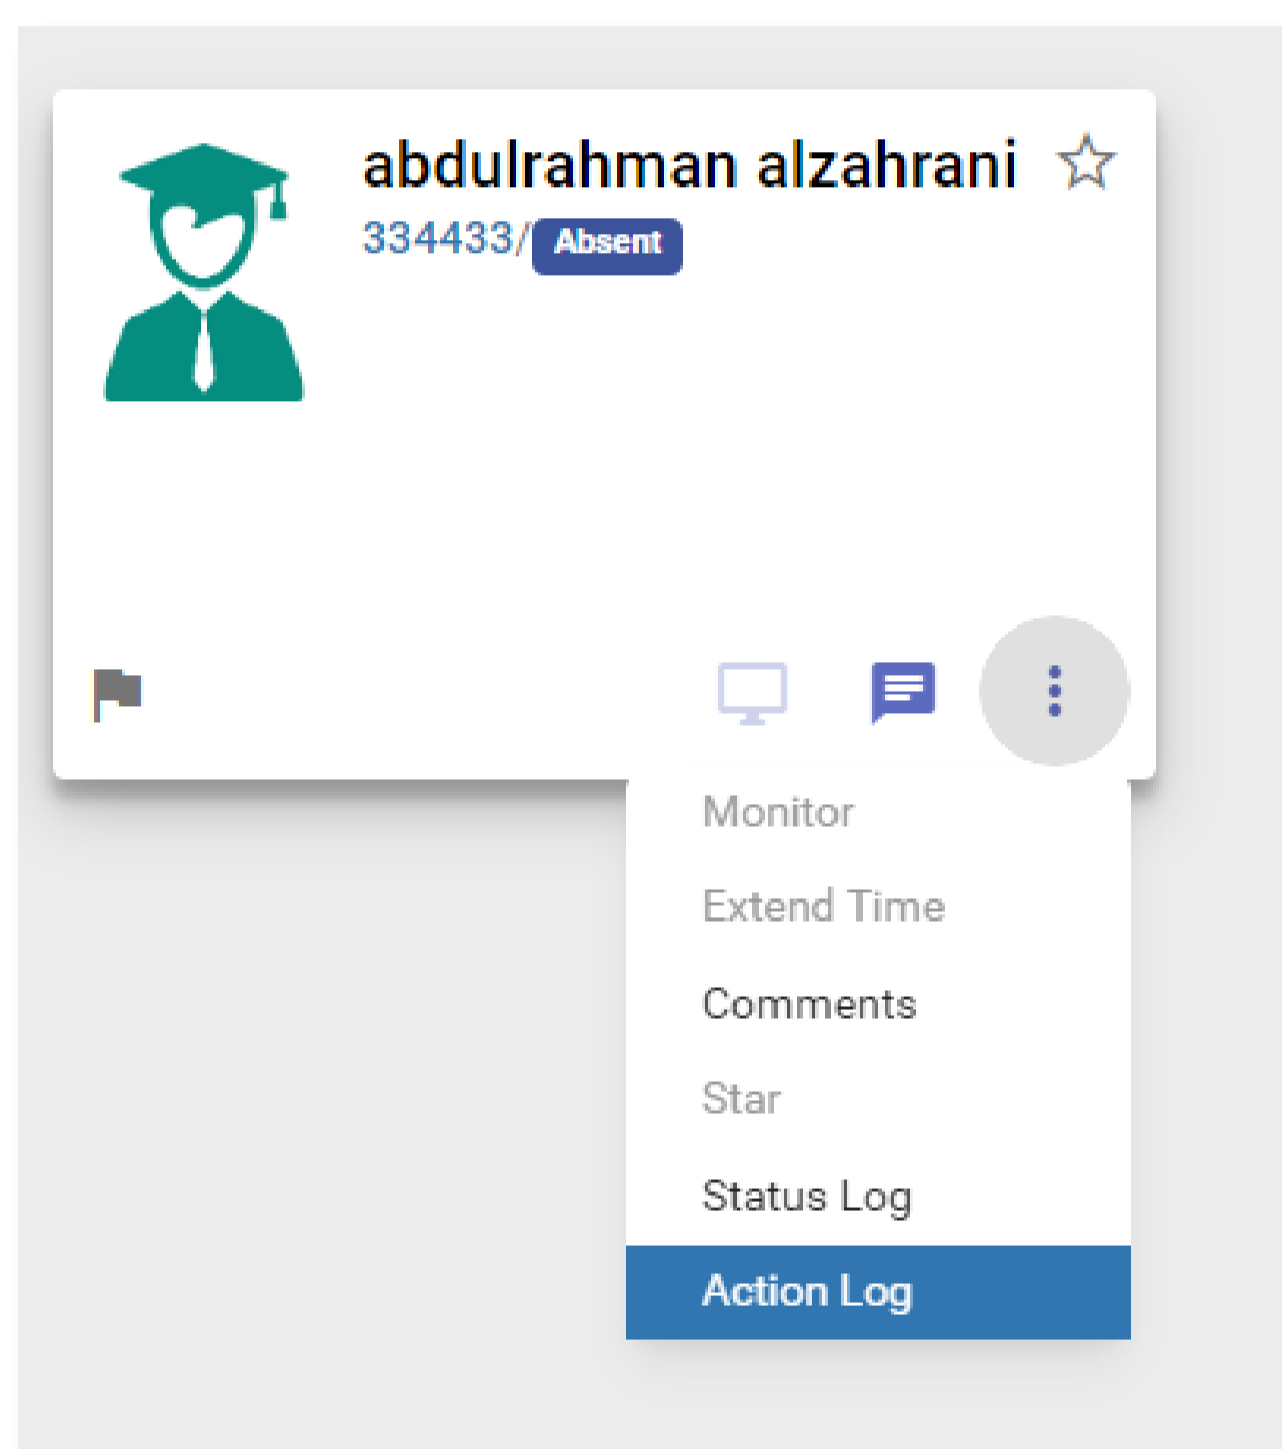 abdulrahman alzahrani
334433/Absent
Monitor
Extend Time
Comments
Star
Status Log
Action Log